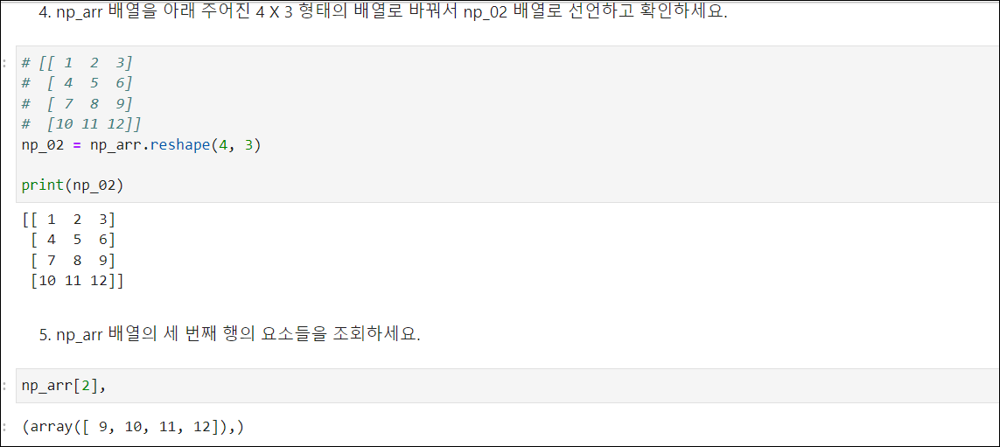 4. np_arr 배열을 아래 주어진 4 X 3 형태의 배열로 바꿔서 np_02 배열로 선언하고 확인하세요.
:
# [[ 1  2  3]
#  [ 4  5  6]
#  [ 7  8  9]
#  [10 11 12]]
np_02 = np_arr.reshape(4, 3)
print(np_02)
[[ 1  2  3]
 [ 4  5  6]
 [ 7  8  9]
 [10 11 12]]
5. np_arr 배열의 세 번째 행의 요소들을 조회하세요.
: np_arr[2],
: (array([ 9, 10, 11, 12]),)